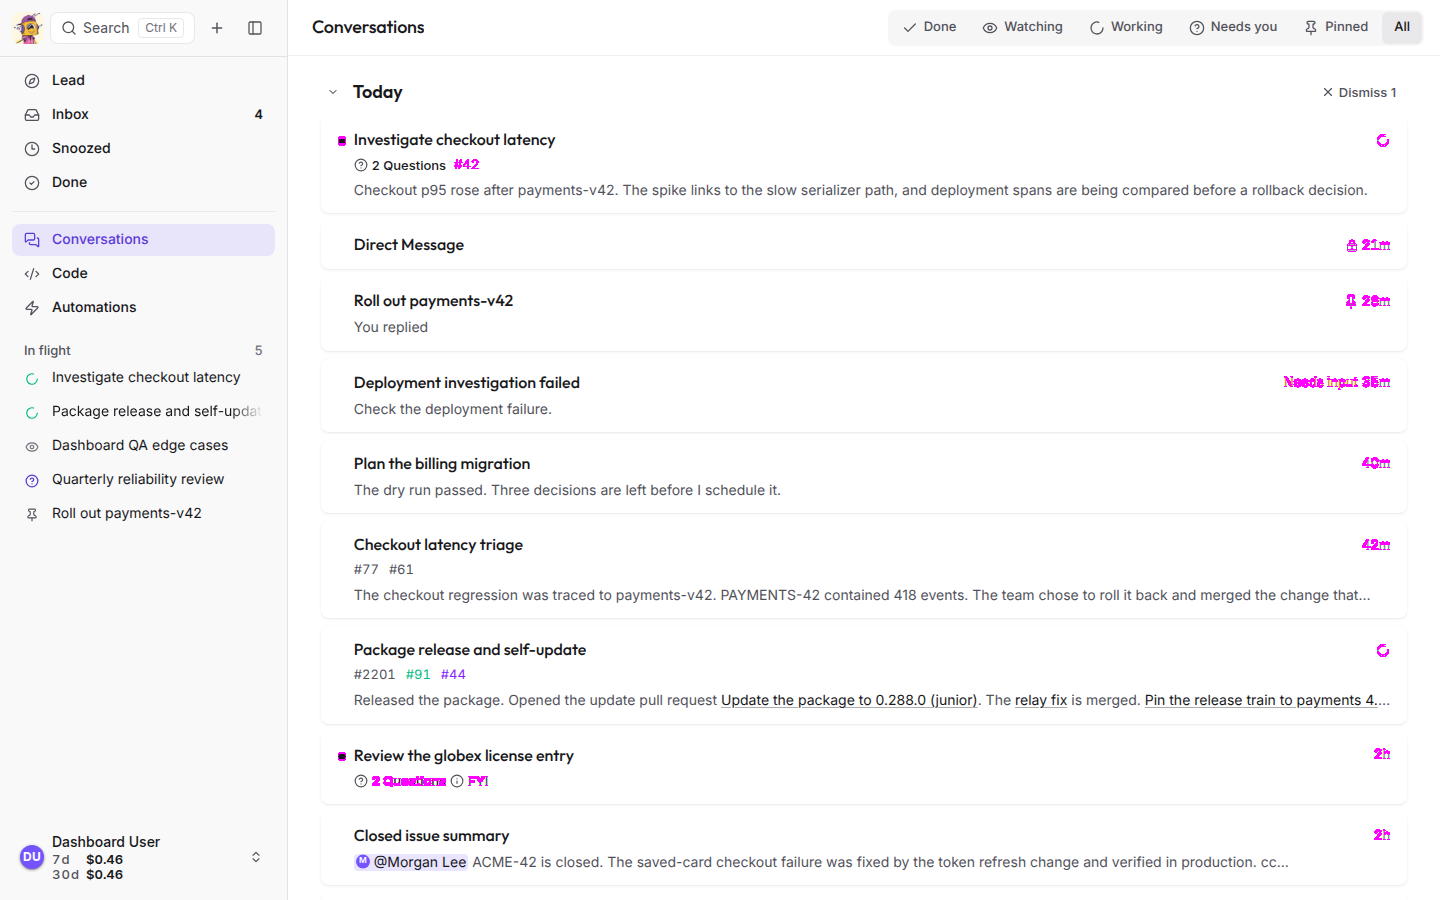 Search Ctrl K
Lead
Inbox 4
Snoozed
Done
Conversations
Code
Automations
In flight 5
Investigate checkout latency
Package release and self-updat
Dashboard QA edge cases
Quarterly reliability review
Roll out payments-v42
DU Dashboard User
7d $0.46
30d $0.46
Conversations
Done Watching Working Needs you Pinned All
Today Dismiss 1
Investigate checkout latency
2 Questions #42
Checkout p95 rose after payments-v42. The spike links to the slow serializer path, and deployment spans are being compared before a rollback decision.
Direct Message 21m
Roll out payments-v42 28m
You replied
Deployment investigation failed
Check the deployment failure.
Plan the billing migration 40m
The dry run passed. Three decisions are left before I schedule it.
Checkout latency triage 42m
#77 #61
The checkout regression was traced to payments-v42. PAYMENTS-42 contained 418 events. The team chose to roll it back and merged the change that...
Package release and self-update
#2201 #91 #44
Released the package. Opened the update pull request Update the package to 0.288.0 (junior). The relay fix is merged. Pin the release train to payments 4....
Review the globex license entry 2h
2 Questions FYI
Closed issue summary 2h
M @Morgan Lee ACME-42 is closed. The saved-card checkout failure was fixed by the token refresh change and verified in production. cc...